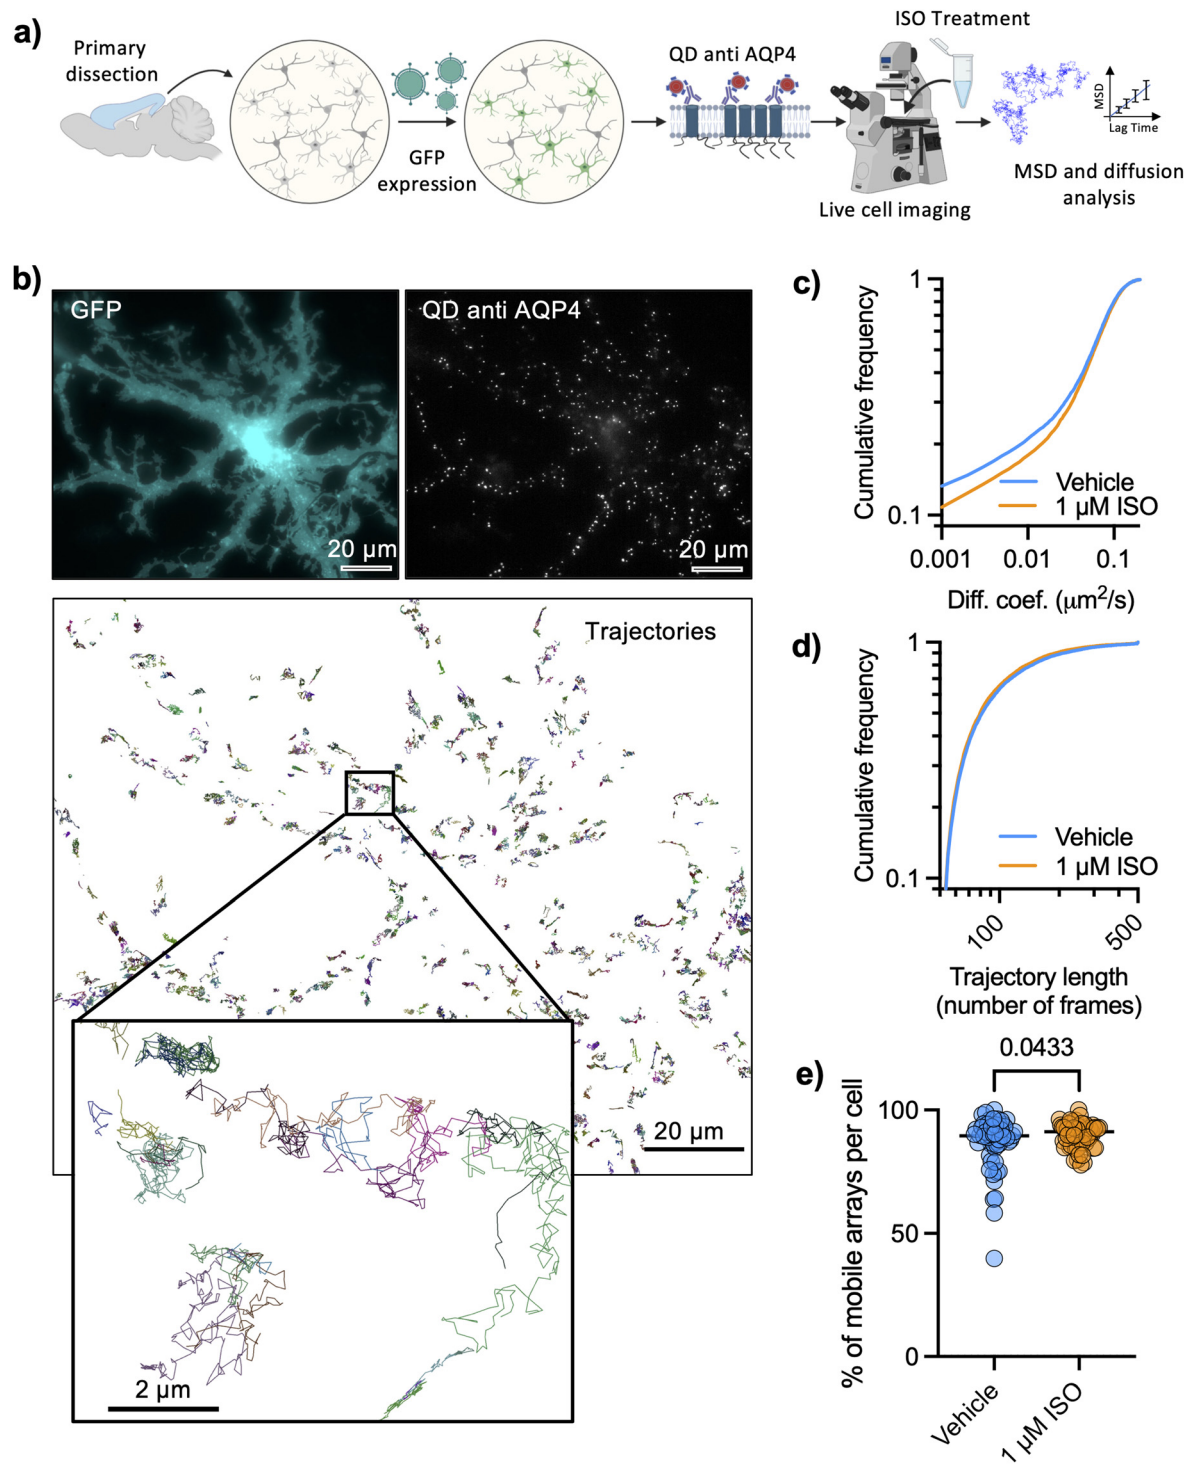 a)
Primary
dissection
GFP
expression
QD anti AQP4
ISO Treatment
Live cell imaging
MSD
Lag Time
MSD and diffusion
analysis
b)
GFP
20 μm
QD anti AQP4
20 μm
Trajectories
20 μm
2 μm
c)
Cumulative frequency
1
0.1
Vehicle
1 μM ISO
0.001
0.01
0.1
Diff. coef. (μm²/s)
d)
Cumulative frequency
1
0.1
Vehicle
1 μM ISO
100
500
Trajectory length
(number of frames)
e)
% of mobile arrays per cell
0.0433
100
50
0
Vehicle
1 μM ISO